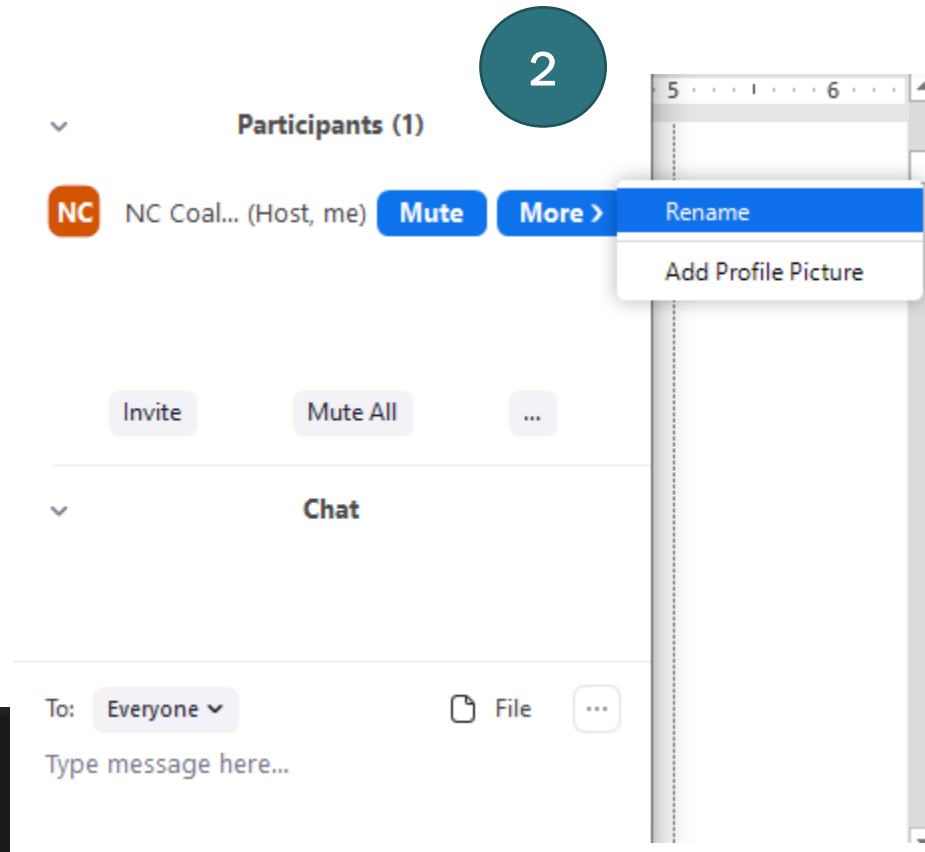 2
5 6
Participants (1)
NC NC Coal... (Host, me) Mute More >
Rename
Add Profile Picture
Invite Mute All ...
Chat
To: Everyone File ...
Type message here...